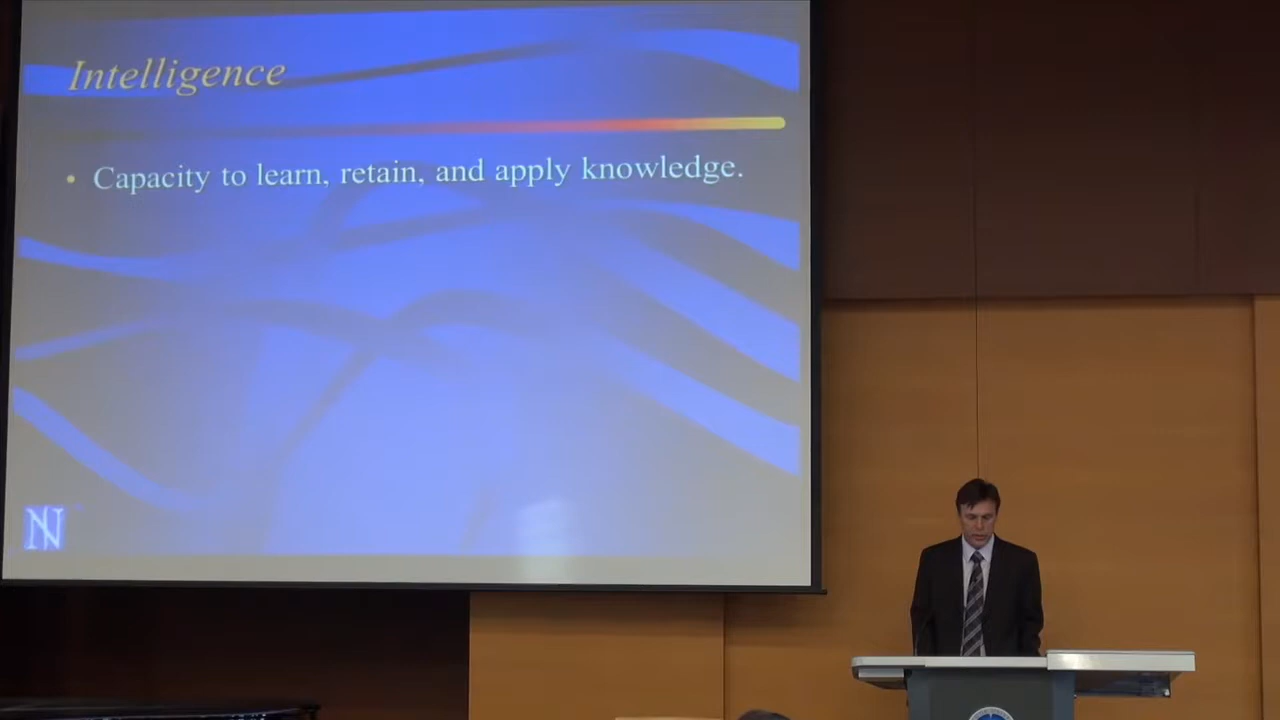 Intelligence
• Capacity to learn, retain, and apply knowledge.
N